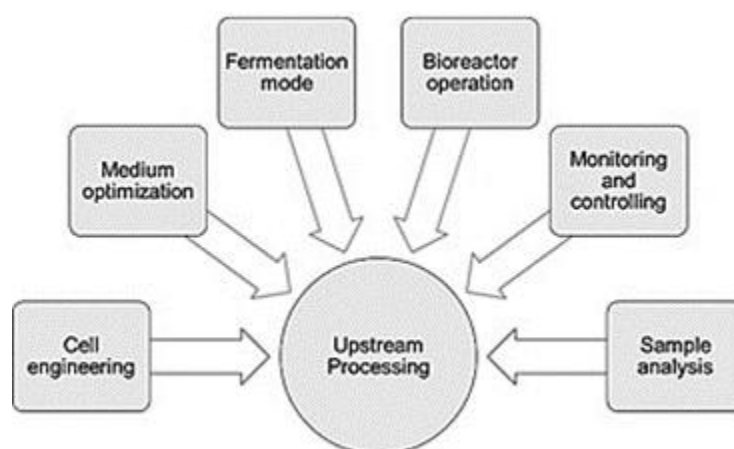 Fermentation
mode
Bioreactor
operation
Medium
optimization
Monitoring
and
controlling
Cell
engineering
Upstream
Processing
Sample
analysis